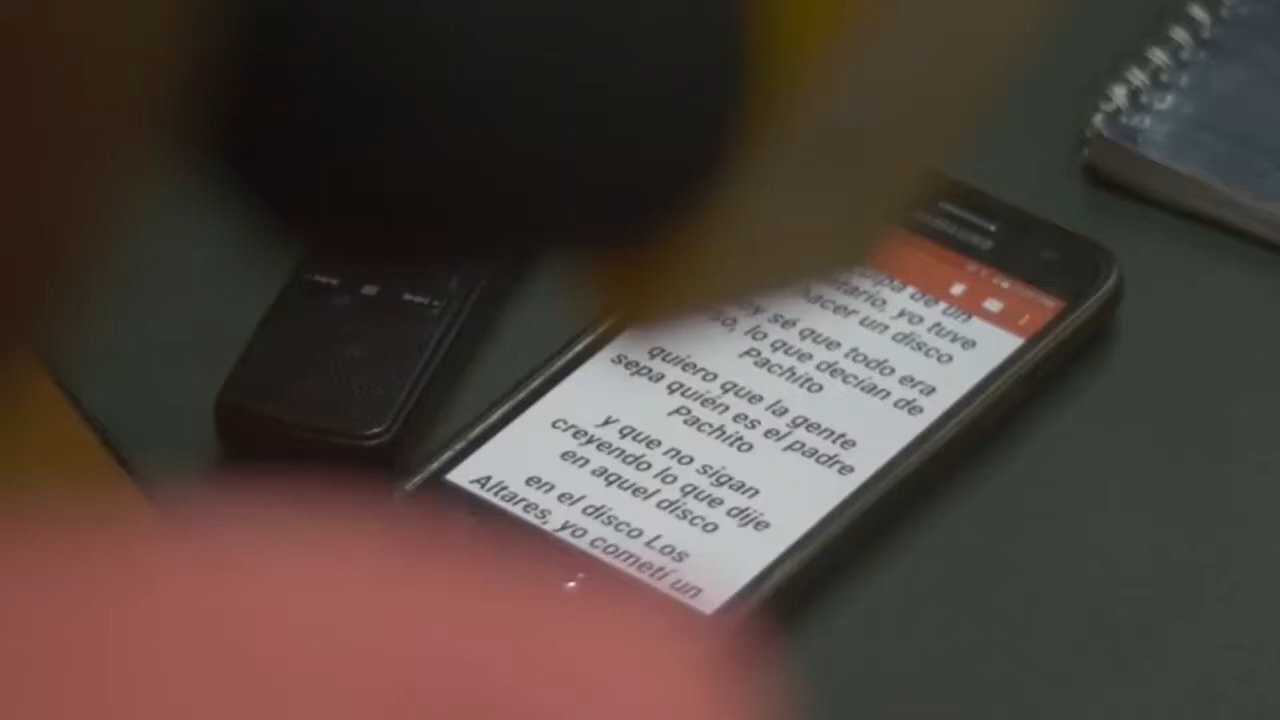 de un
yo tuve
hacer un disco
y sé que todo era
lo que decían de
Pachito
quiero que la gente
sepa quién es el padre
Pachito
y que no sigan
creyendo lo que dije
en aquel disco
en el disco Los
Altares, yo cometí un